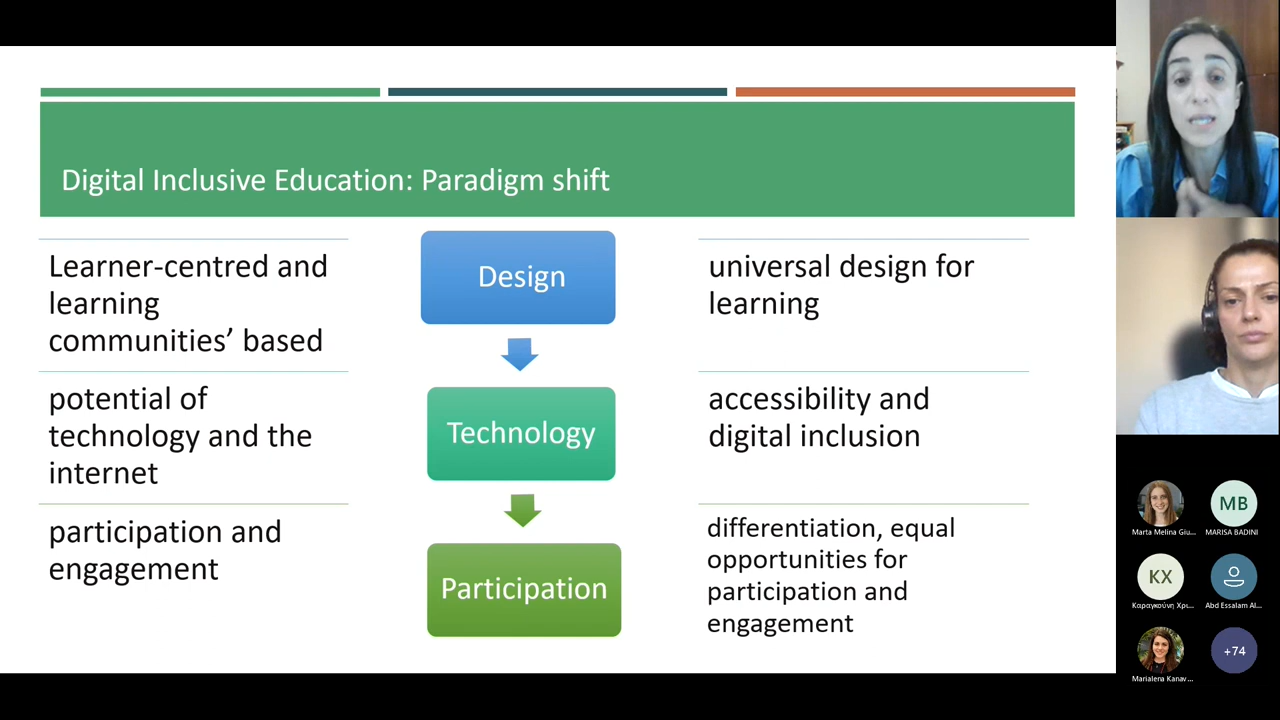 Digital Inclusive Education: Paradigm shift
Learner-centred and
learning
communities’ based
potential of
technology and the
internet
participation and
engagement
Design
Technology
Participation
universal design for
learning
accessibility and
digital inclusion
differentiation, equal
opportunities for
participation and
engagement
MB
Marta Melina Giu...
MARISA BADINI
KX
Καραγκούνη Χρι...
Abd Essalam Al...
+74
Marialena Kanav...